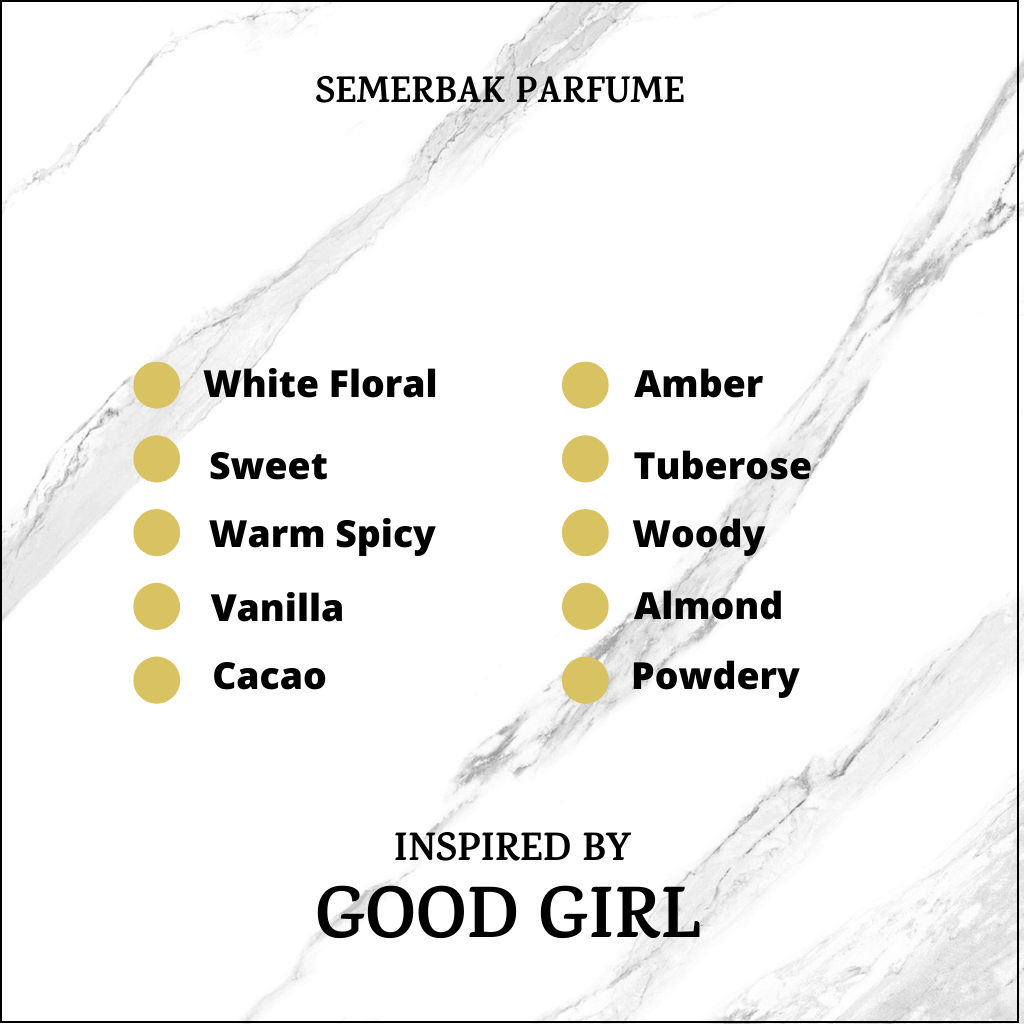 SEMERBAK PARFUME
White Floral
Sweet
Warm Spicy
Vanilla
Cacao
Amber
Tuberose
Woody
Almond
Powdery
INSPIRED BY
GOOD GIRL